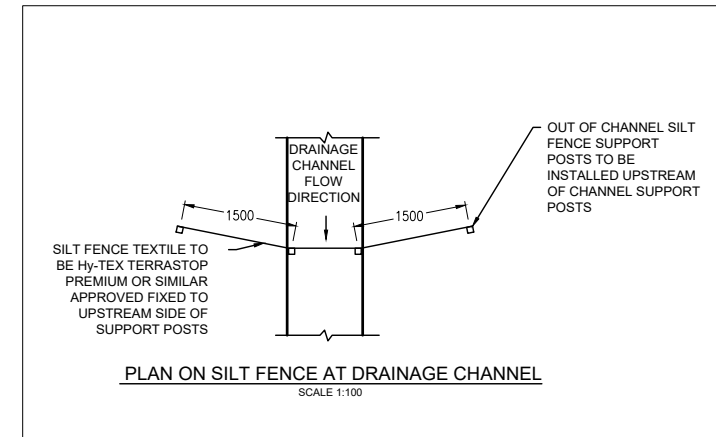 DRAINAGE
CHANNEL
FLOW
DIRECTION
1500
1500
OUT OF CHANNEL SILT
FENCE SUPPORT
POSTS TO BE
INSTALLED UPSTREAM
OF CHANNEL SUPPORT
POSTS
SILT FENCE TEXTILE TO
BE Hy-TEX TERRASTOP
PREMIUM OR SIMILAR
APPROVED FIXED TO
UPSTREAM SIDE OF
SUPPORT POSTS
PLAN ON SILT FENCE AT DRAINAGE CHANNEL
SCALE 1:100